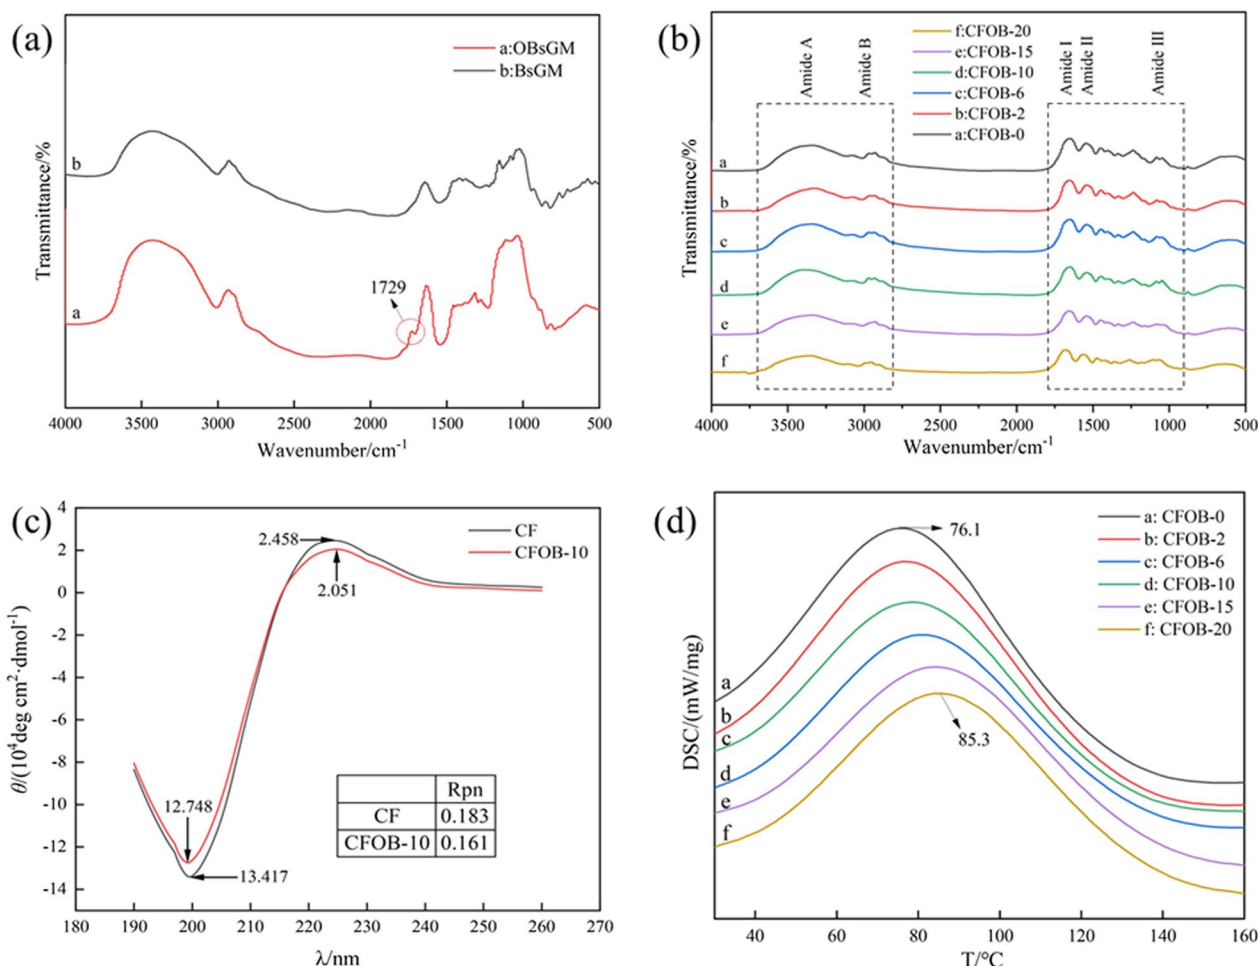 (a)
a:OBsGM
b:BsGM
Transmittance/%
b
1729
a
4000 3500 3000 2500 2000 1500 1000 500
Wavenumber/cm⁻¹
(b)
f:CFOB-20
e:CFOB-15
d:CFOB-10
c:CFOB-6
b:CFOB-2
a:CFOB-0
Amide A
Amide B
Amide I
Amide II
Amide III
Transmittance/%
a
b
c
d
e
f
4000 3500 3000 2500 2000 1500 1000 500
Wavenumber/cm⁻¹
(c)
4
2
0
-2
-4
-6
-8
-10
-12
-14
θ/(10⁴deg cm²·dmol⁻¹)
CF
CFOB-10
2.458
2.051
12.748
13.417
Rpn
CF 0.183
CFOB-10 0.161
180 190 200 210 220 230 240 250 260 270
λ/nm
(d)
a: CFOB-0
b: CFOB-2
c: CFOB-6
d: CFOB-10
e: CFOB-15
f: CFOB-20
76.1
85.3
DSC/(mW/mg)
a
b
c
d
e
f
40 60 80 100 120 140 160
T/°C